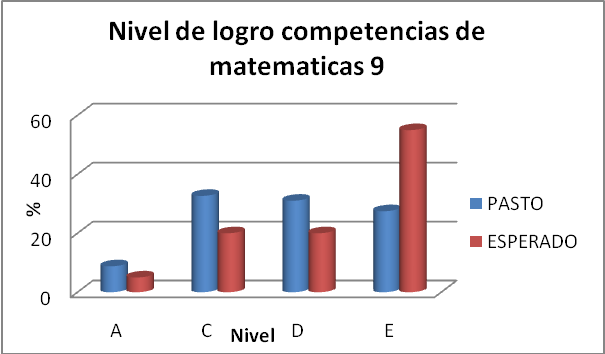 Nivel de logro competencias de
matematicas 9
60
40
20
0
%
A
C
D
E
Nivel
PASTO
ESPERADO